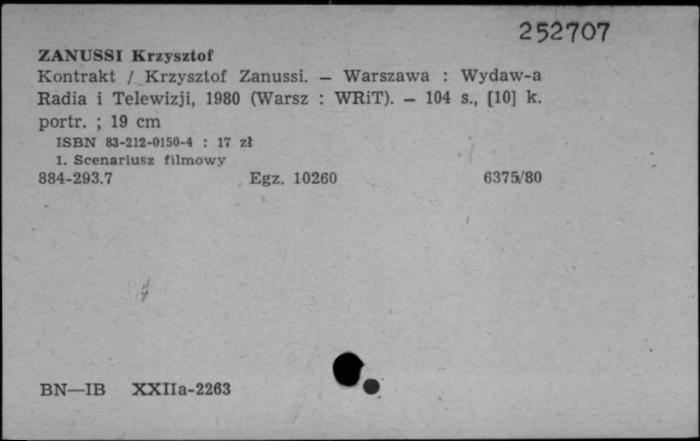 252707
ZANUSSI Krzysztof
Kontrakt / Krzysztof Zanussi. — Warszawa : Wydaw-a
Radia i Telewizji, 1980 (Warsz : WRiT). — 104 s., [10] k.
portr. ; 19 cm
ISBN 83-212-0150-4 : 17 zł
1. Scenariusz filmowy
884-293.7 Egz. 10260 6375/80
BN—IB XXIIa-2263